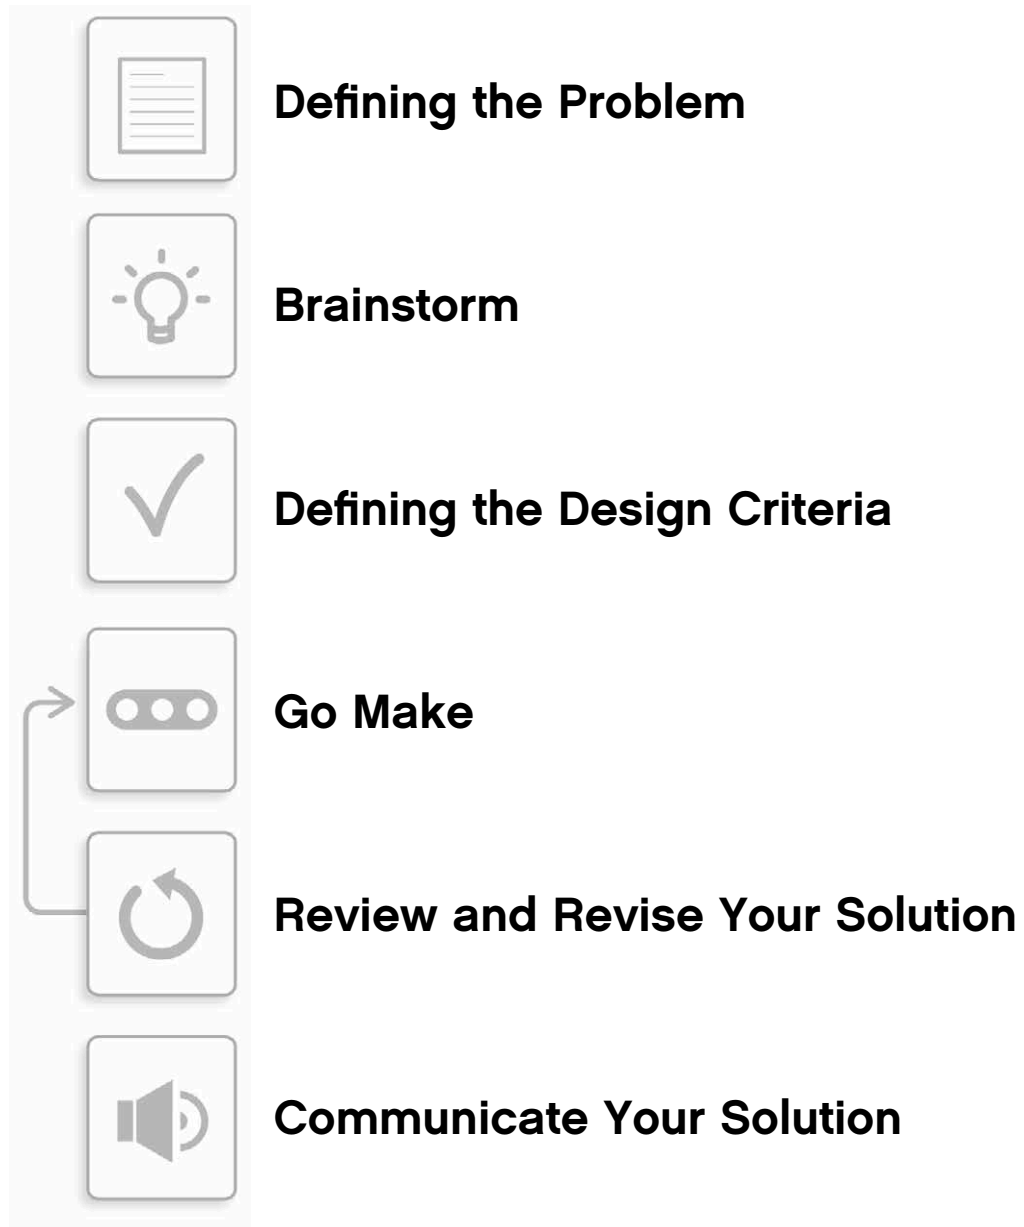 Defining the Problem
Brainstorm
Defining the Design Criteria
Go Make
Review and Revise Your Solution
Communicate Your Solution